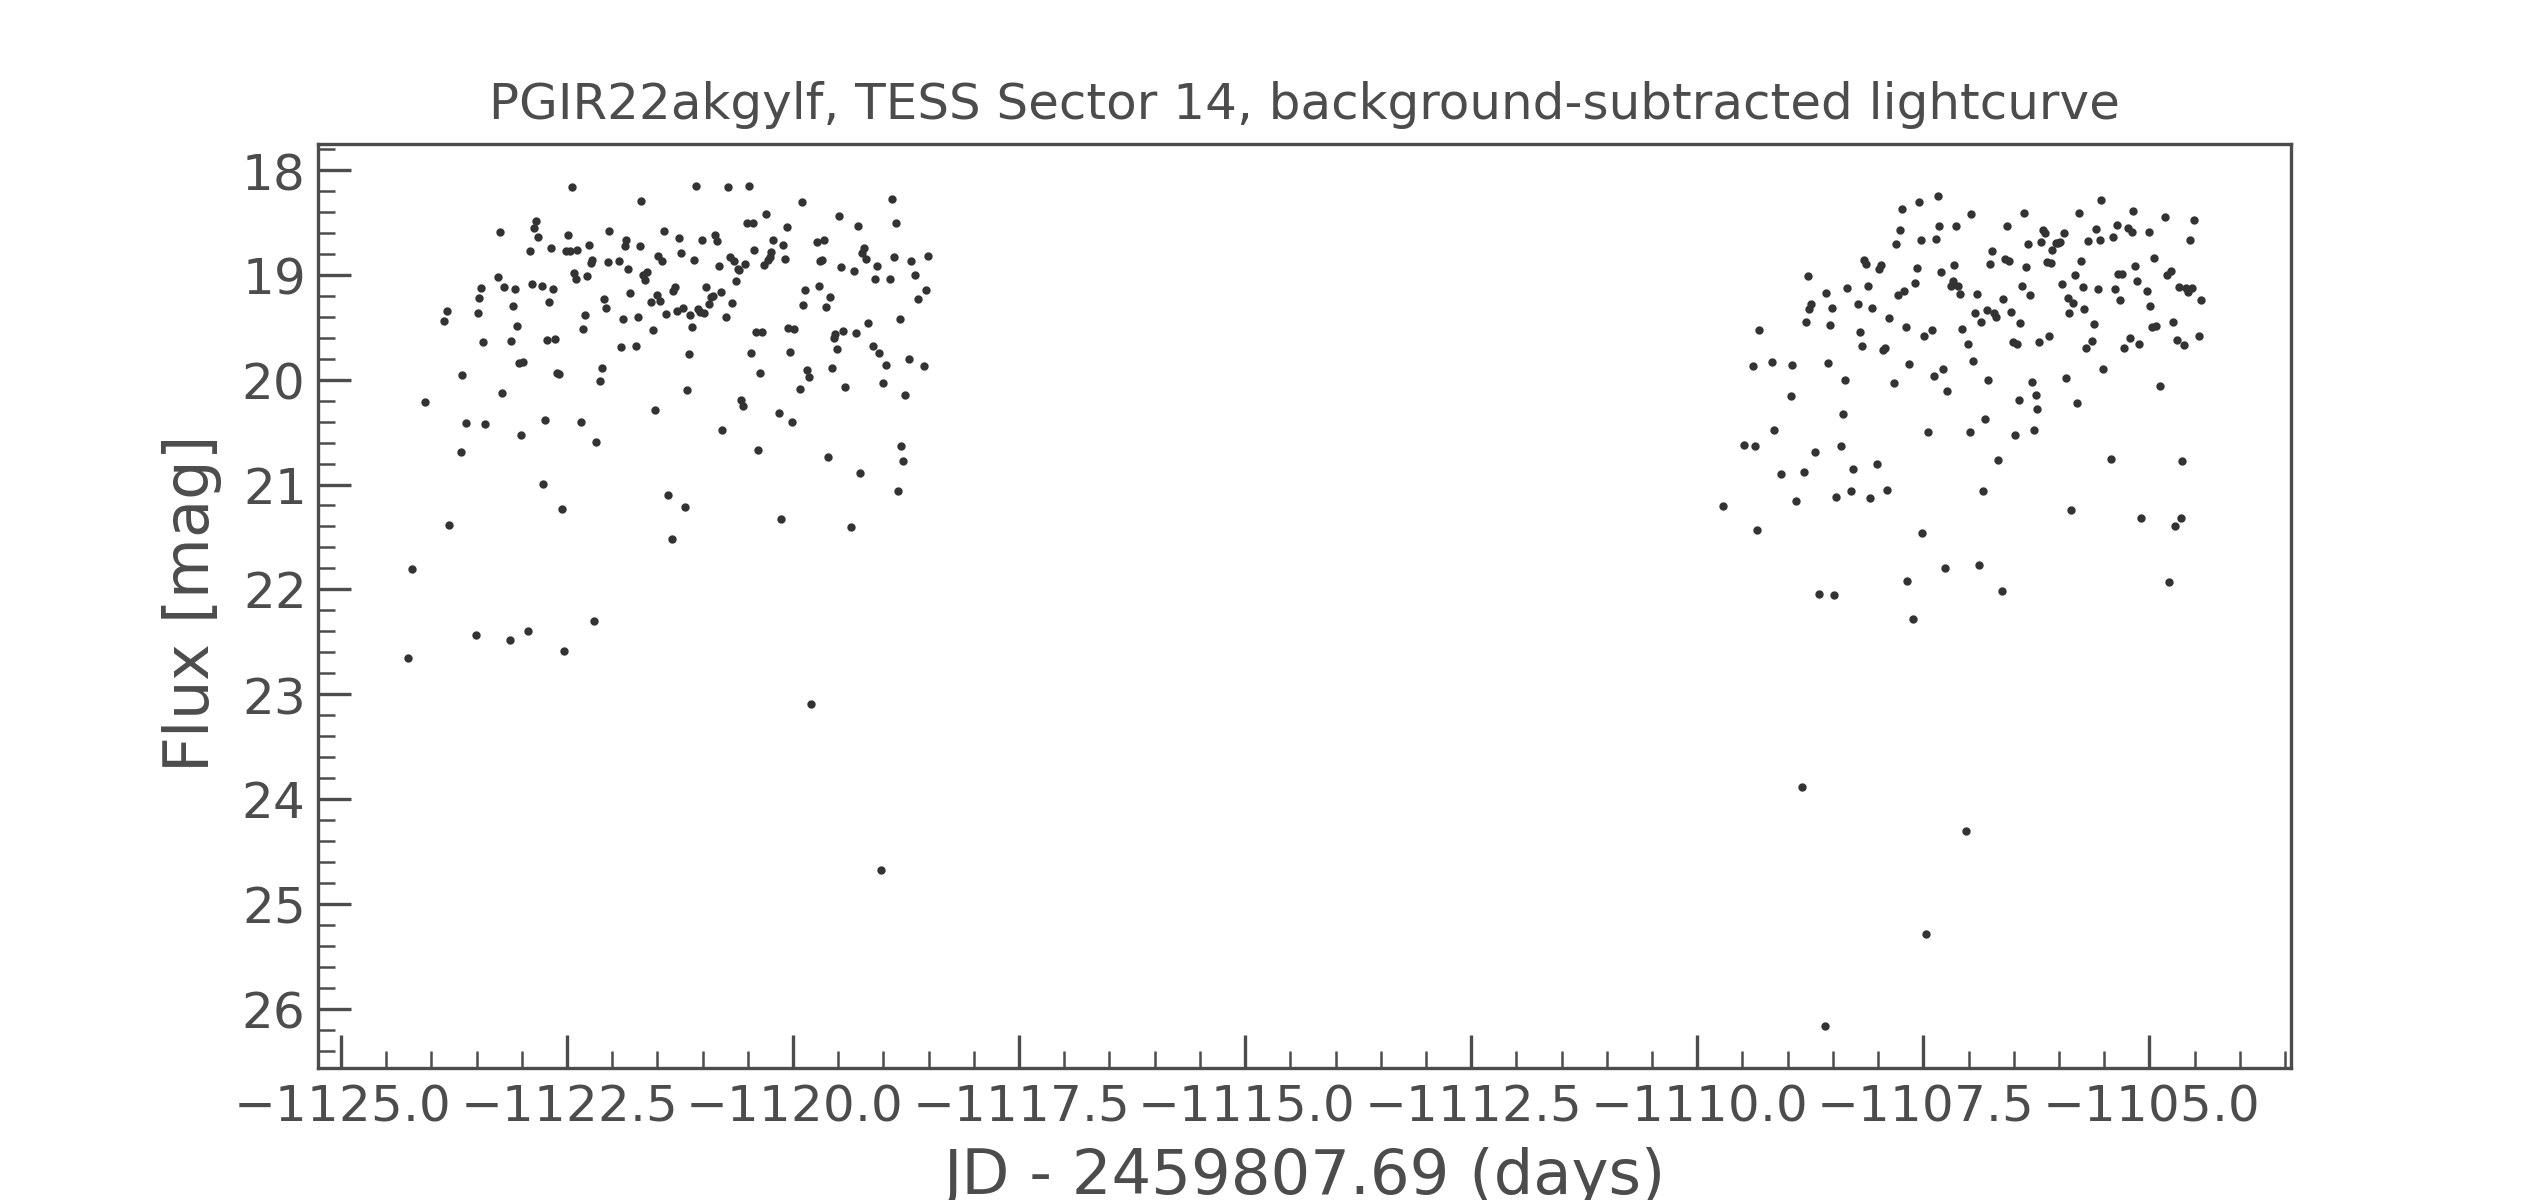 PGIR22akgylf, TESS Sector 14, background-subtracted lightcurve
Flux [mag]
18
19
20
21
22
23
24
25
26
−1125.0 −1122.5 −1120.0 −1117.5 −1115.0 −1112.5 −1110.0 −1107.5 −1105.0
JD - 2459807.69 (days)